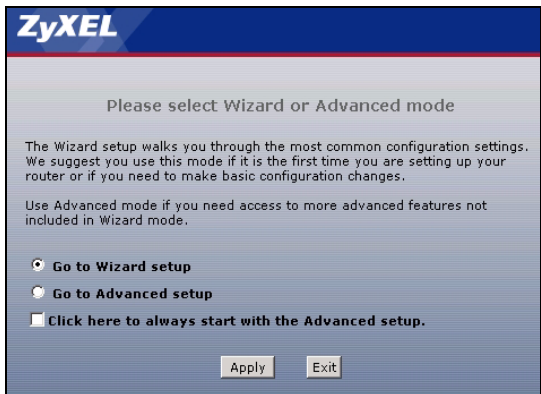 ZyXEL
Please select Wizard or Advanced mode
The Wizard setup walks you through the most common configuration settings.
We suggest you use this mode if it is the first time you are setting up your
router or if you need to make basic configuration changes.
Use Advanced mode if you need access to more advanced features not
included in Wizard mode.
Go to Wizard setup
Go to Advanced setup
Click here to always start with the Advanced setup.
Apply Exit